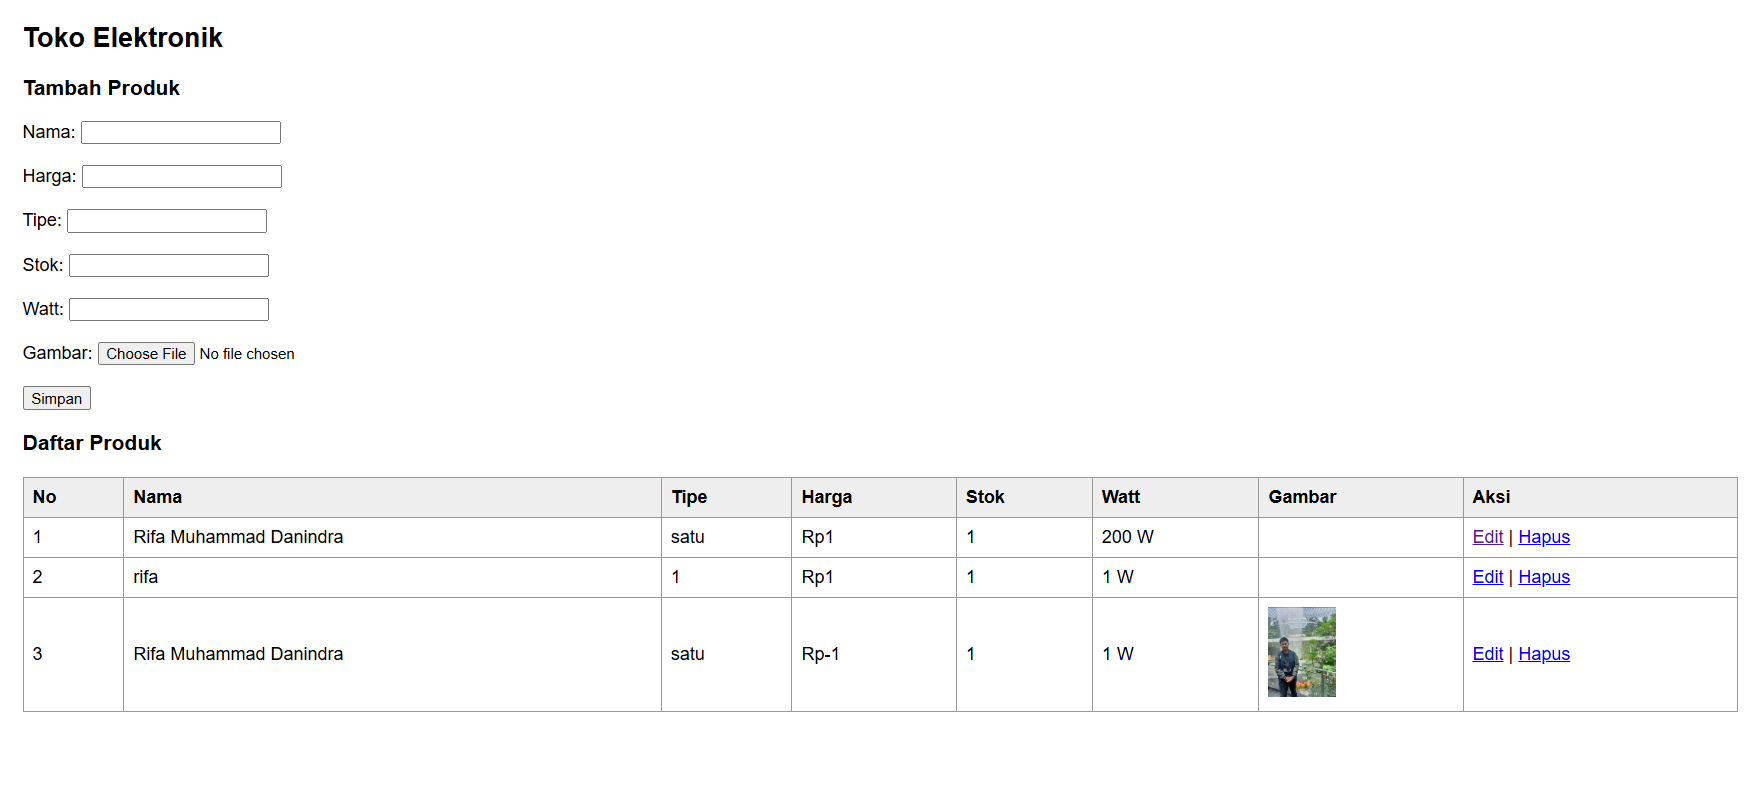 Toko Elektronik
Tambah Produk
Nama:
Harga:
Tipe:
Stok:
Watt:
Gambar: Choose File No file chosen
Simpan
Daftar Produk
No Nama Tipe Harga Stok Watt Gambar Aksi
1 Rifa Muhammad Danindra satu Rp1 1 200 W Edit | Hapus
2 rifa 1 Rp1 1 1 W Edit | Hapus
3 Rifa Muhammad Danindra satu Rp-1 1 1 W Edit | Hapus